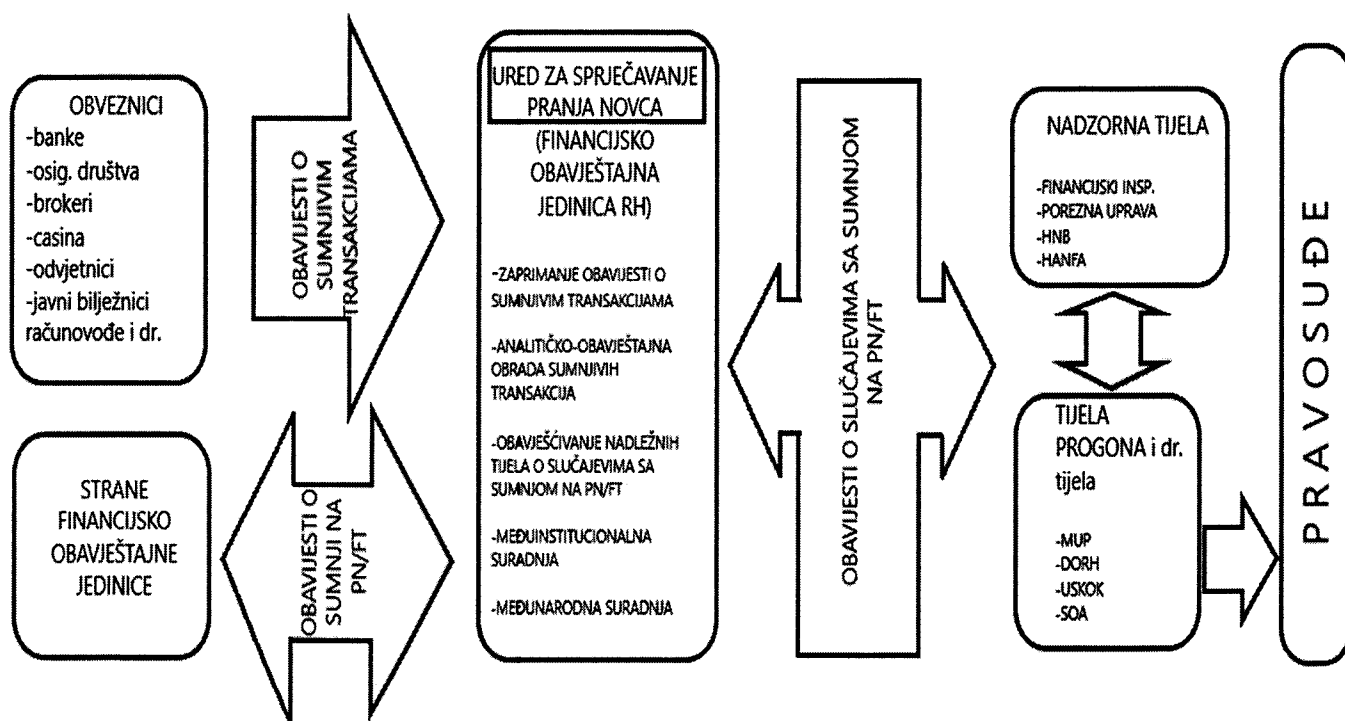 OBVEZNICI
-banke
-osig. društva
-brokeri
-casina
-odvjetnici
-javni bilježnici
računovođe i dr.
STRANE
FINANCIJSKO
OBAVJEŠTAJNE
JEDINICE
OBAVIJESTI O
SUMNJIVIM
TRANSAKCIJAMA
OBAVIJESTI O
SUMNJI NA
PN/FT
URED ZA SPRJEČAVANJE
PRANJA NOVCA
(FINANCIJSKO
OBAVJEŠTAJNA
JEDINICA RH)
-ZAPRIMANJE OBAVIJESTI O
SUMNJIVIM TRANSAKCIJAMA
-ANALITIČKO-OBAVJEŠTAJNA
OBRADA SUMNJIVIH
TRANSAKCIJA
-OBAVJEŠĆIVANJE NADLEŽNIH
TIJELA O SLUČAJEVIMA SA
SUMNJOM NA PN/FT
-MEĐUINSTITUCIONALNA
SURADNJA
-MEĐUNARODNA SURADNJA
OBAVIJESTI O SLUČAJEVIMA SA SUMNJOM
NA PN/FT
NADZORNA TIJELA
-FINANCIJSKI INSP.
-POREZNA UPRAVA
-HNB
-HANFA
TIJELA
PROGONA i dr.
tijela
-MUP
-DORH
-USKOK
-SOA
PRAVOSUĐE